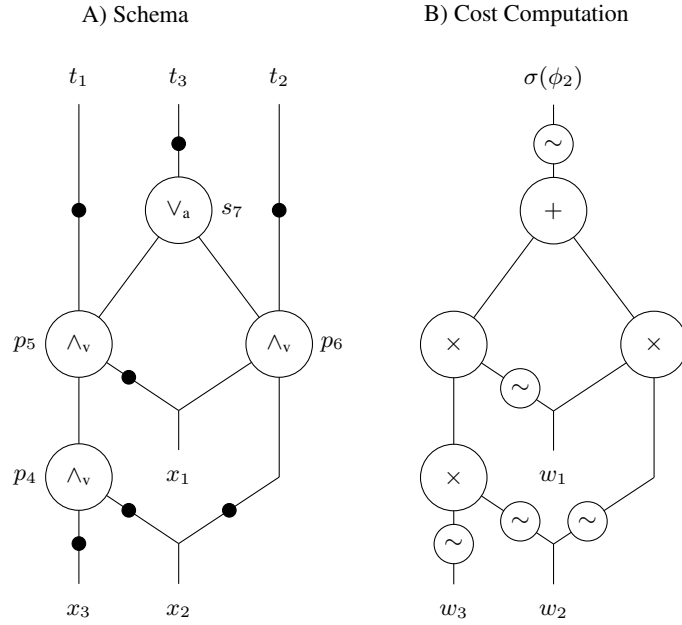 A) Schema B) Cost Computation
t₁ t₃ t₂ σ(ϕ₂)
∼
∨ₐ s₇ +
p₅ ∧ᵥ ∧ᵥ p₆ × ×
∼
p₄ ∧ᵥ x₁ × w₁
∼ ∼
∼
x₃ x₂ w₃ w₂